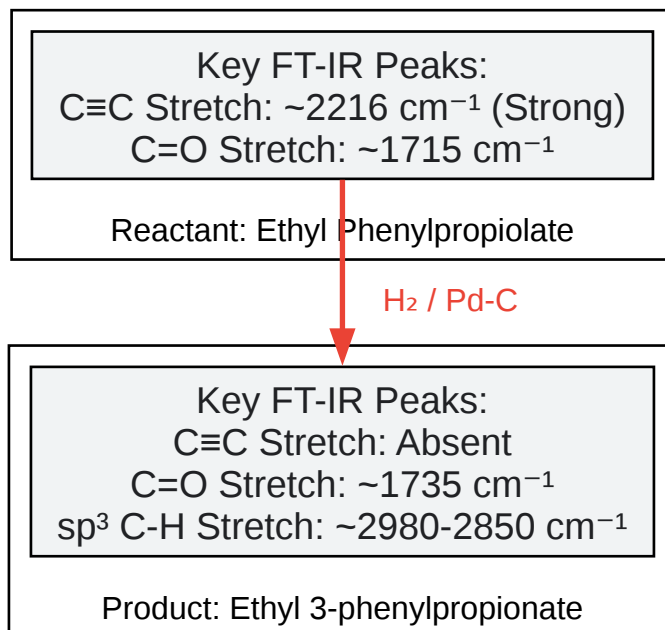 Key FT-IR Peaks:
C≡C Stretch: ~2216 cm⁻¹ (Strong)
C=O Stretch: ~1715 cm⁻¹
Reactant: Ethyl Phenylpropiolate
H₂ / Pd-C
Key FT-IR Peaks:
C≡C Stretch: Absent
C=O Stretch: ~1735 cm⁻¹
sp³ C-H Stretch: ~2980-2850 cm⁻¹
Product: Ethyl 3-phenylpropionate